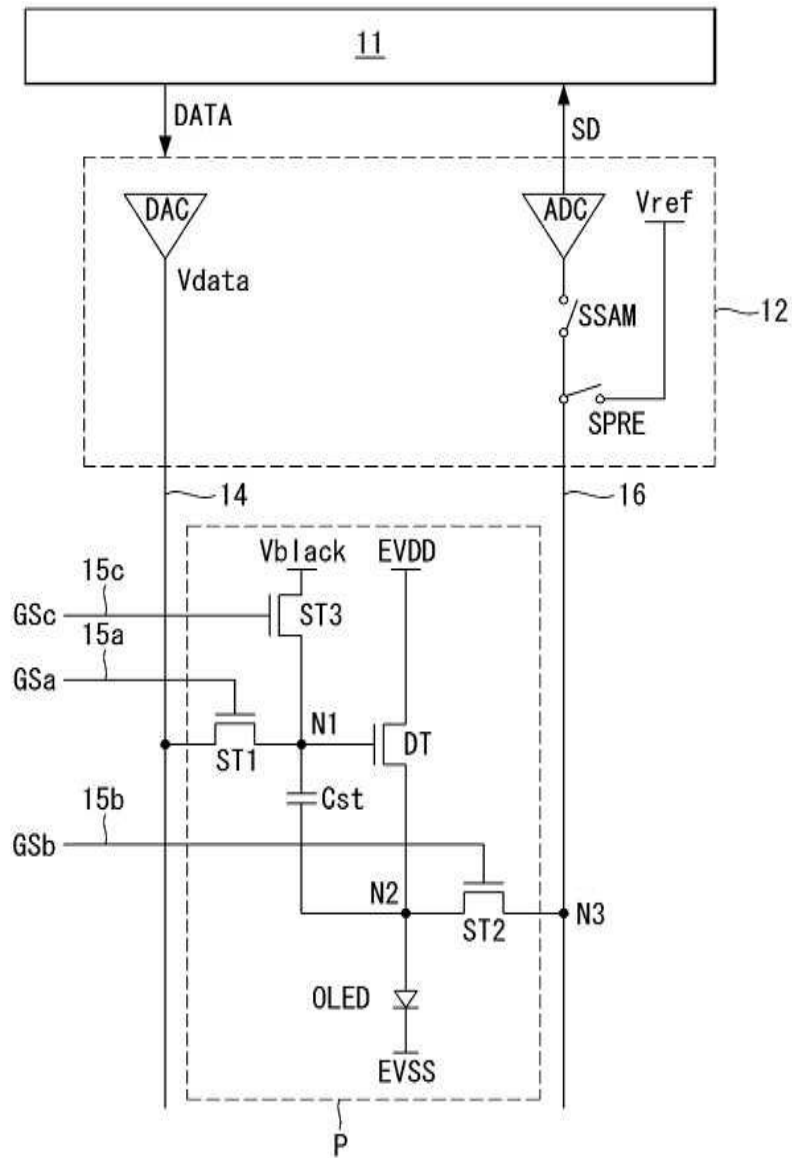 11
DATA
SD
DAC
ADC
Vref
Vdata
SSAM
12
SPRE
14
16
Vblack
EVDD
15c
GSc
ST3
15a
GSa
N1
DT
ST1
15b
Cst
GSb
N2
ST2
N3
OLED
EVSS
P